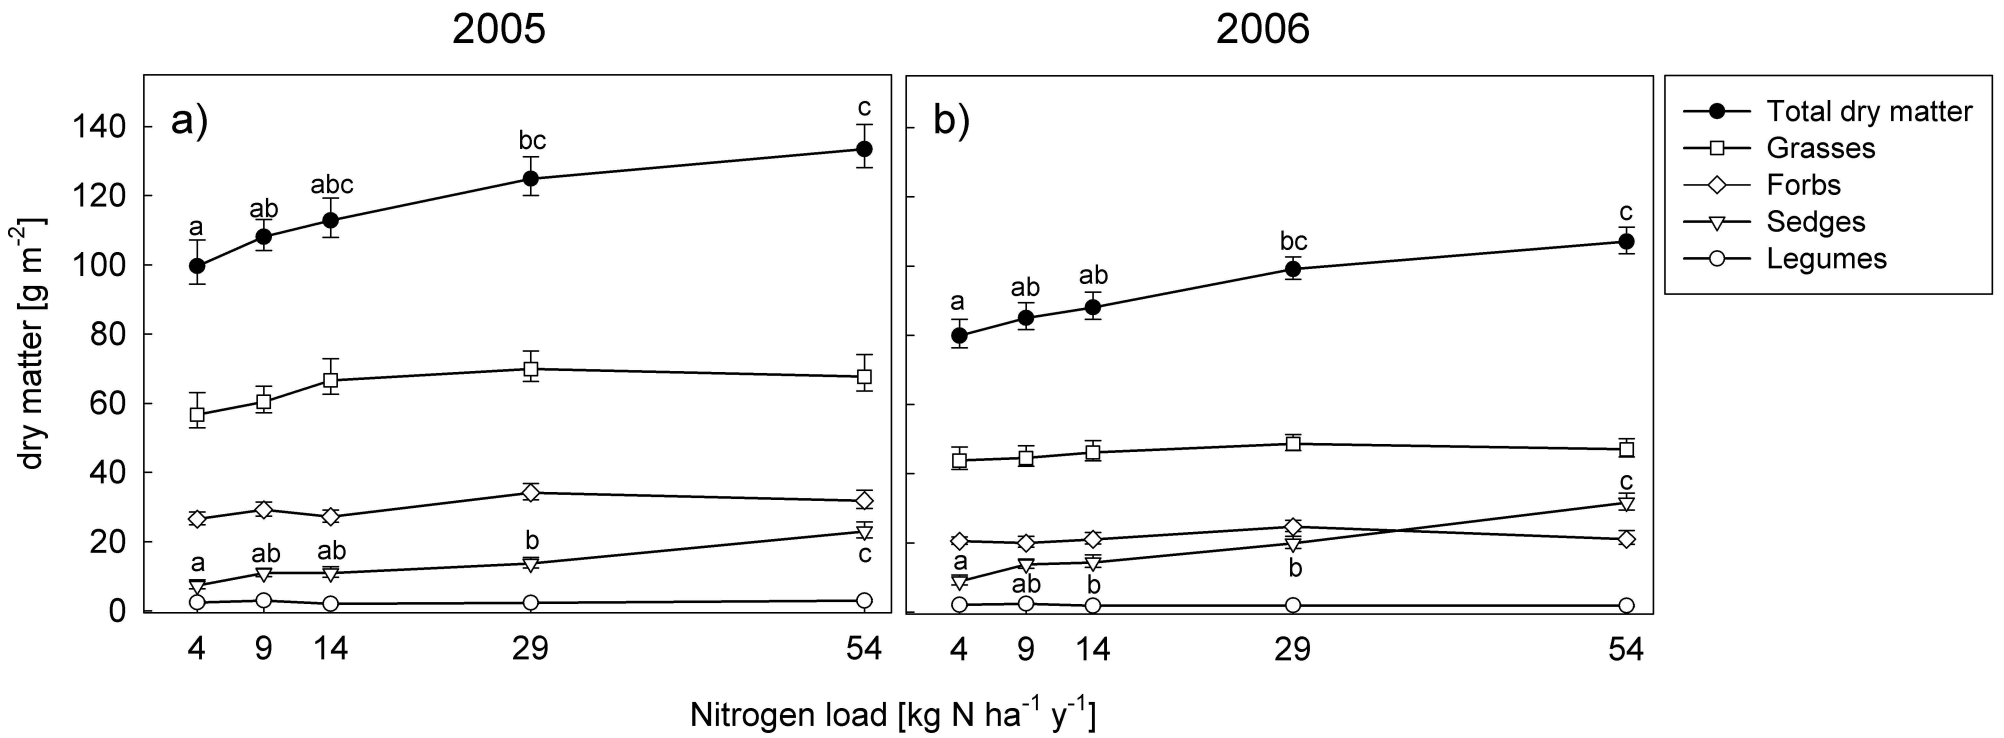 2005
2006
a)
b)
140
120
100
80
60
40
20
0
dry matter [g m⁻²]
a
ab
abc
bc
c
a
ab
ab
b
c
a
ab
ab
bc
c
a
ab
b
b
c
4 9 14 29 54
4 9 14 29 54
Nitrogen load [kg N ha⁻¹ y⁻¹]
Total dry matter
Grasses
Forbs
Sedges
Legumes